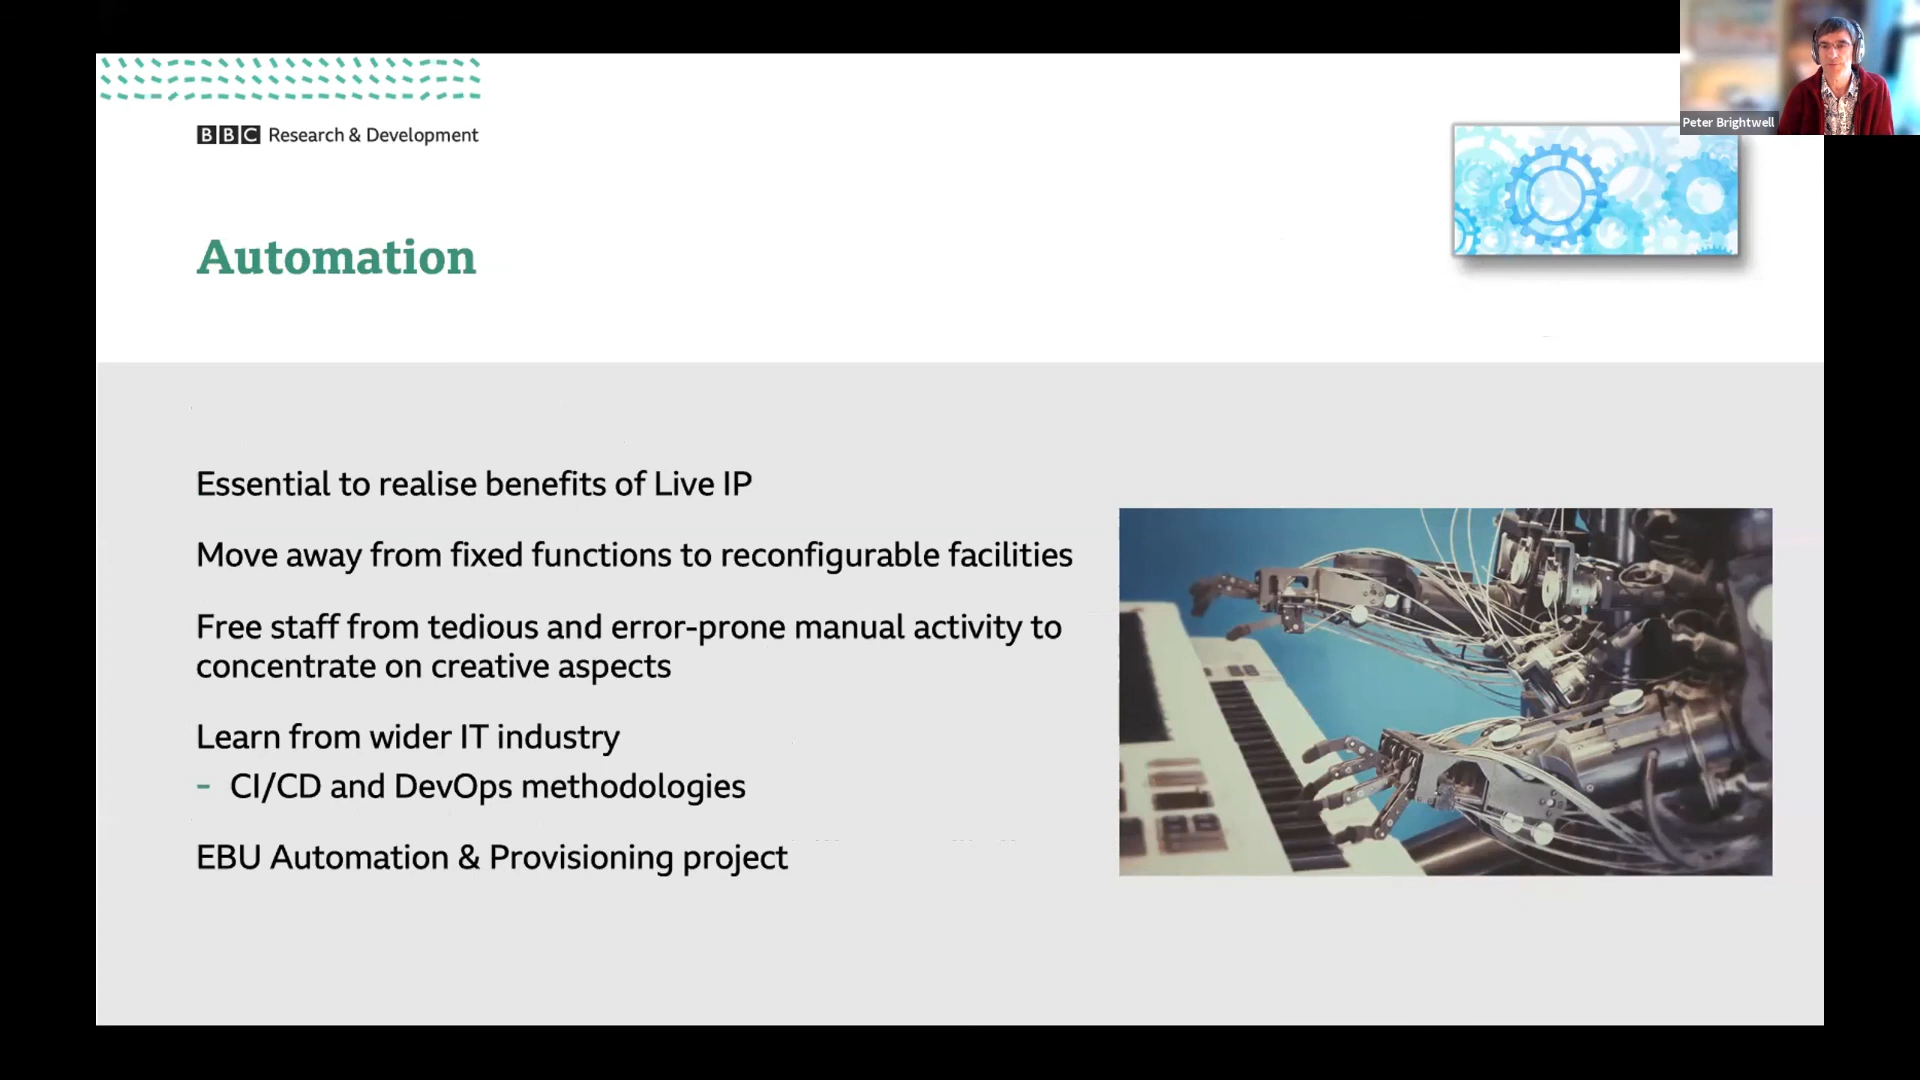 Peter Brightwell
BBC Research & Development
Automation
Essential to realise benefits of Live IP
Move away from fixed functions to reconfigurable facilities
Free staff from tedious and error-prone manual activity to
concentrate on creative aspects
Learn from wider IT industry
- CI/CD and DevOps methodologies
EBU Automation & Provisioning project